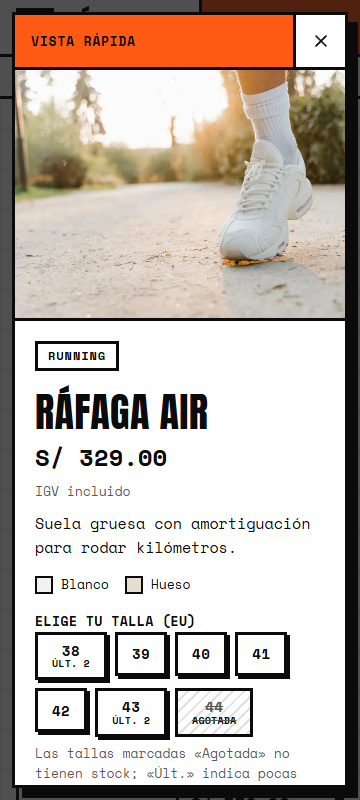 VISTA RÁPIDA
RUNNING
RÁFAGA AIR
S/ 329.00
IGV incluido
Suela gruesa con amortiguación
para rodar kilómetros.
Blanco Hueso
ELIGE TU TALLA (EU)
38 39 40 41
ÚLT. 2
42 43 44
ÚLT. 2 AGOTADA
Las tallas marcadas «Agotada» no
tienen stock; «Últ.» indica pocas